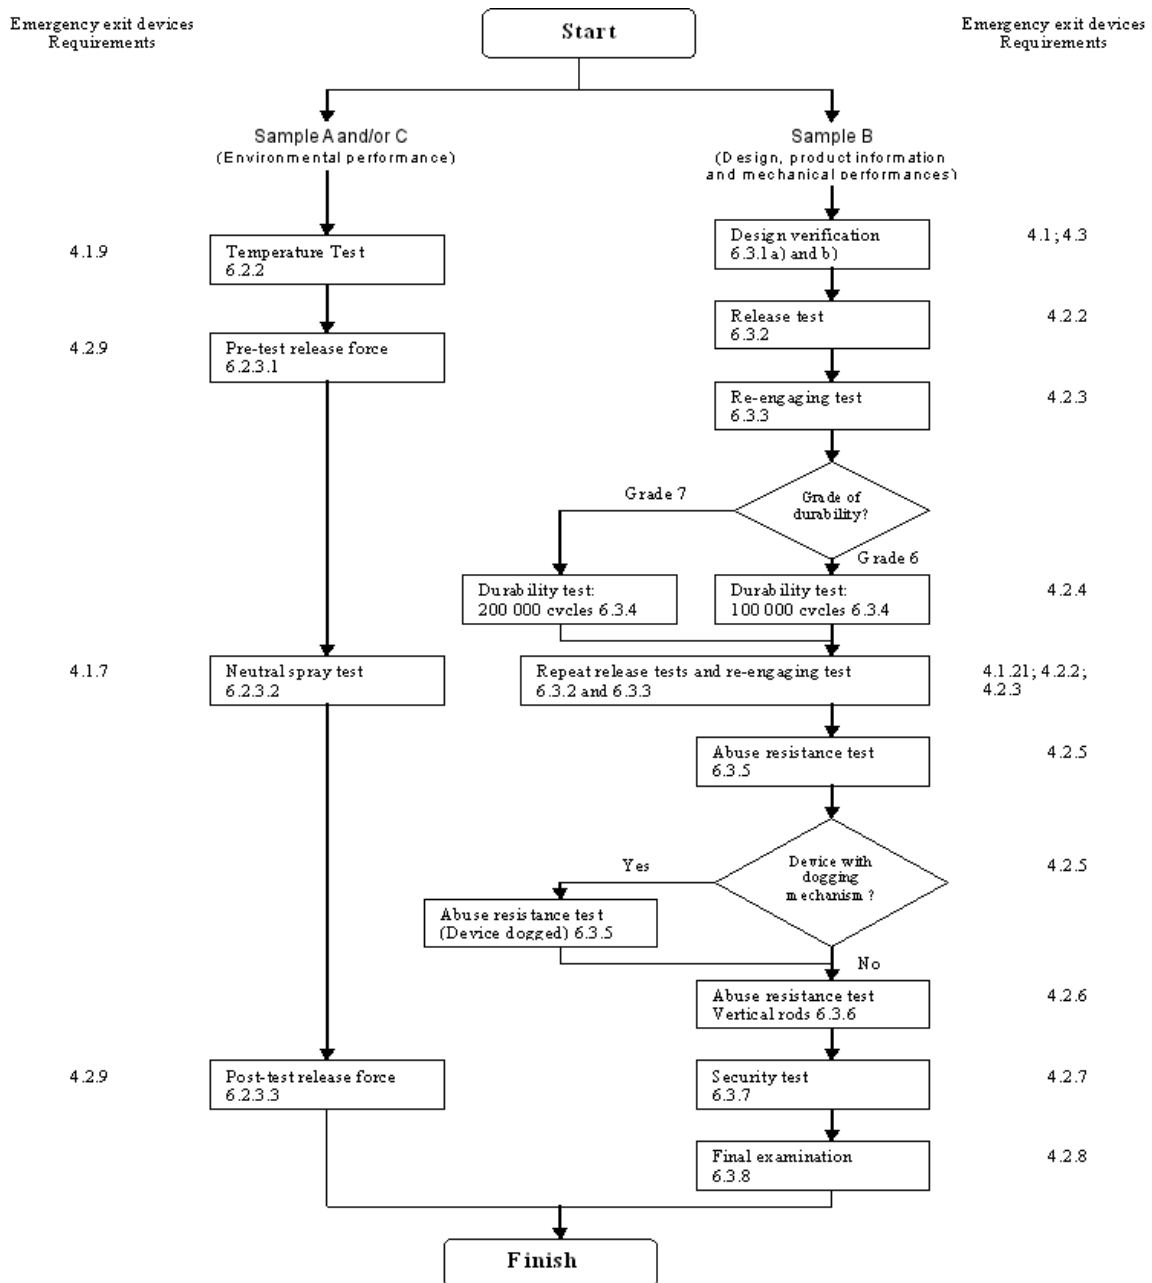 Emergency exit devices
Requirements
Start
Emergency exit devices
Requirements
Sample A and/or C
(Environmental performance)
Sample B
(Design, product information
and mechanical performances)
4.1.9
Temperature Test
6.2.2
Design verification
6.3.1a) and b)
4.1; 4.3
Release test
6.3.2
4.2.2
4.2.9
Pre-test release force
6.2.3.1
Re-engaging test
6.3.3
4.2.3
Grade 7
Grade of
durability?
Grade 6
Durability test:
200 000 cycles 6.3.4
Durability test:
100 000 cycles 6.3.4
4.2.4
4.1.7
Neutral spray test
6.2.3.2
Repeat release tests and re-engaging test
6.3.2 and 6.3.3
4.1.21; 4.2.2;
4.2.3
Abuse resistance test
6.3.5
4.2.5
Yes
Device with
dogging
mechanism?
4.2.5
Abuse resistance test
(Device dogged) 6.3.5
No
Abuse resistance test
Vertical rods 6.3.6
4.2.6
4.2.9
Post-test release force
6.2.3.3
Security test
6.3.7
4.2.7
Final examination
6.3.8
4.2.8
Finish